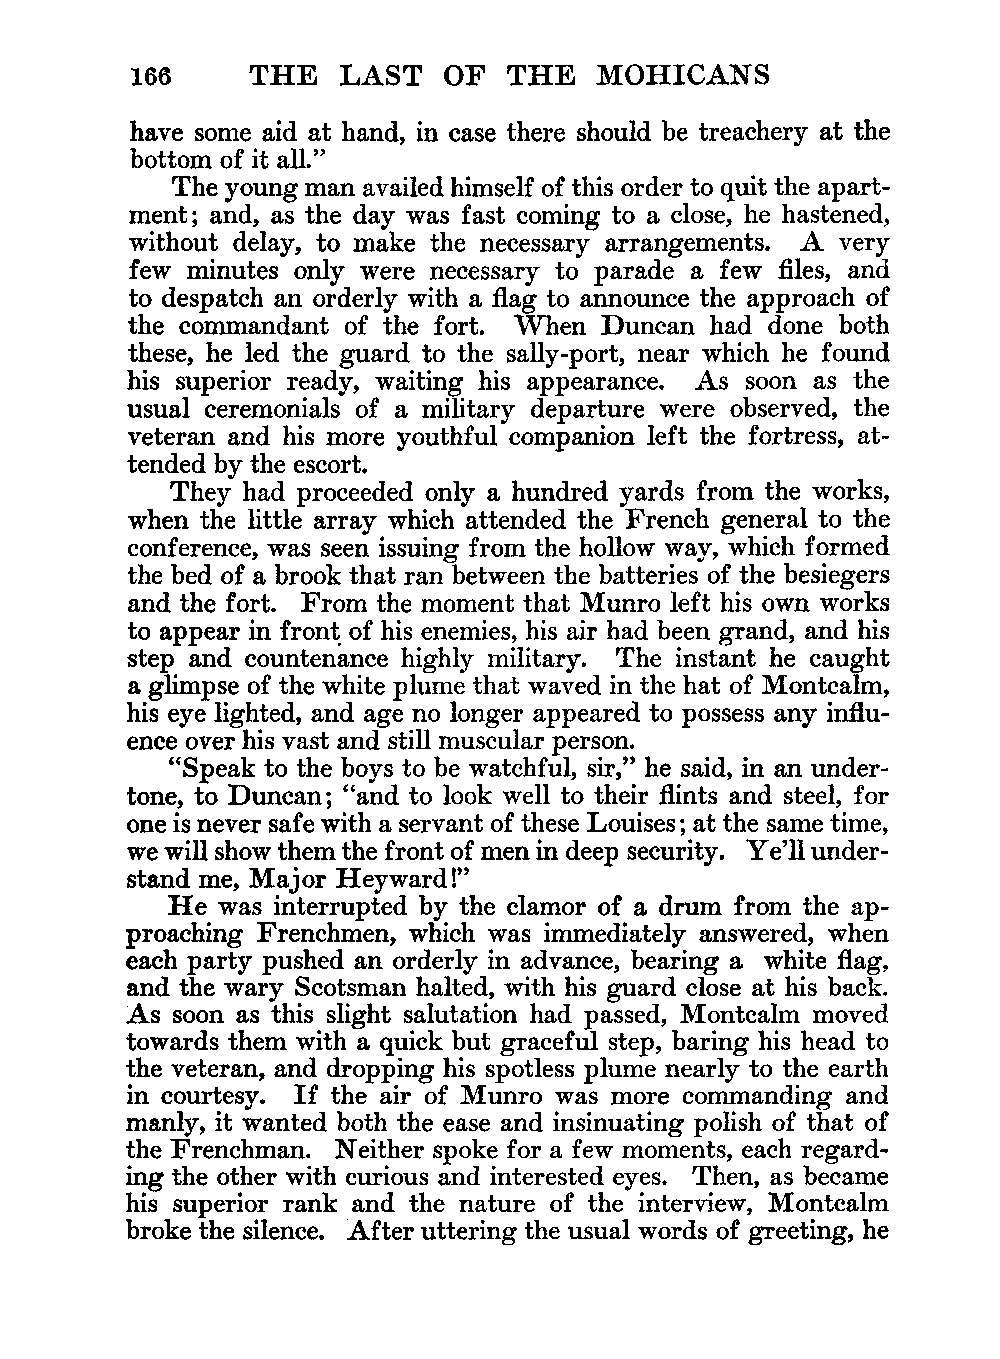 166 THE LAST OF THE MOHICANS
have some aid at hand, in case there should be treachery at the
bottom of it all.”
The young man availed himself of this order to quit the apart-
ment; and, as the day was fast coming to a close, he hastened,
without delay, to make the necessary arrangements. A very
few minutes only were necessary to parade a few files, and
to despatch an orderly with a flag to announce the approach of
the commandant of the fort. When Duncan had done both
these, he led the guard to the sally-port, near which he found
his superior ready, waiting his appearance. As soon as the
usual ceremonials of a military departure were observed, the
veteran and his more youthful companion left the fortress, at-
tended by the escort.
They had proceeded only a hundred yards from the works,
when the little array which attended the French general to the
conference, was seen issuing from the hollow way, which formed
the bed of a brook that ran between the batteries of the besiegers
and the fort. From the moment that Munro left his own works
to appear in front of his enemies, his air had been grand, and his
step and countenance highly military. The instant he caught
a glimpse of the white plume that waved in the hat of Montcalm,
his eye lighted, and age no longer appeared to possess any influ-
ence over his vast and still muscular person.
“Speak to the boys to be watchful, sir,” he said, in an under-
tone, to Duncan; “and to look well to their flints and steel, for
one is never safe with a servant of these Louises; at the same time,
we will show them the front of men in deep security. Ye’ll under-
stand me, Major Heyward!”
He was interrupted by the clamor of a drum from the ap-
proaching Frenchmen, which was immediately answered, when
each party pushed an orderly in advance, bearing a white flag,
and the wary Scotsman halted, with his guard close at his back.
As soon as this slight salutation had passed, Montcalm moved
towards them with a quick but graceful step, baring his head to
the veteran, and dropping his spotless plume nearly to the earth
in courtesy. If the air of Munro was more commanding and
manly, it wanted both the ease and insinuating polish of that of
the Frenchman. Neither spoke for a few moments, each regard-
ing the other with curious and interested eyes. Then, as became
his superior rank and the nature of the interview, Montcalm
broke the silence. After uttering the usual words of greeting, he